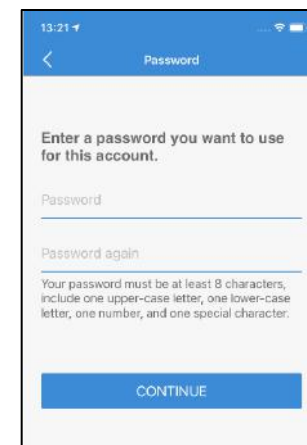 13:21
Password
Enter a password you want to use
for this account.
Password
Password again
Your password must be at least 8 characters,
include one upper-case letter, one lower-case
letter, one number, and one special character.
CONTINUE